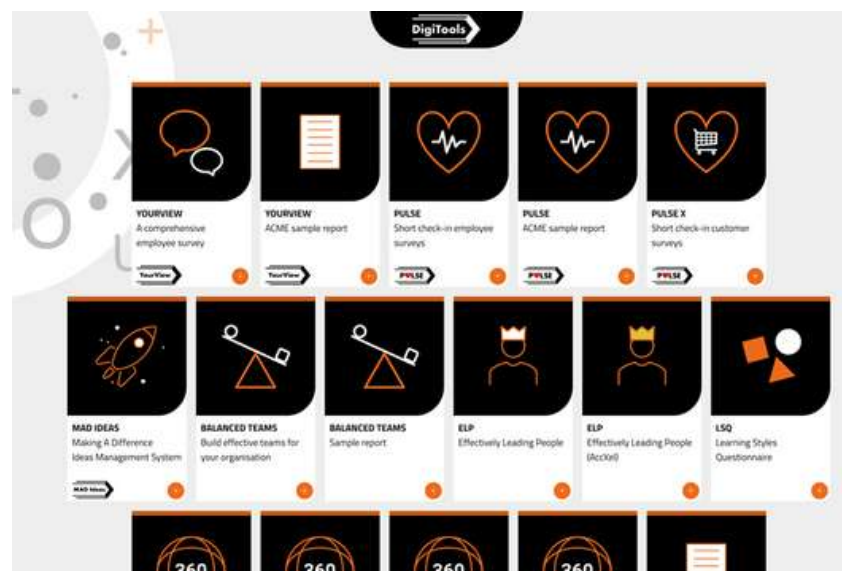 DigiTools
YOURVIEW
A comprehensive
employee survey
YourView
YOURVIEW
ACME sample report
YourView
PULSE
Short check-in employee
surveys
PULSE
PULSE
ACME sample report
PULSE
PULSE X
Short check-in customer
surveys
PULSE
MAD IDEAS
Making A Difference
Ideas Management System
MAD Ideas
BALANCED TEAMS
Build effective teams for
your organisation
BALANCED TEAMS
Sample report
ELP
Effectively Leading People
ELP
Effectively Leading People
(AccXel)
LSQ
Learning Styles
Questionnaire
360
360
360
360